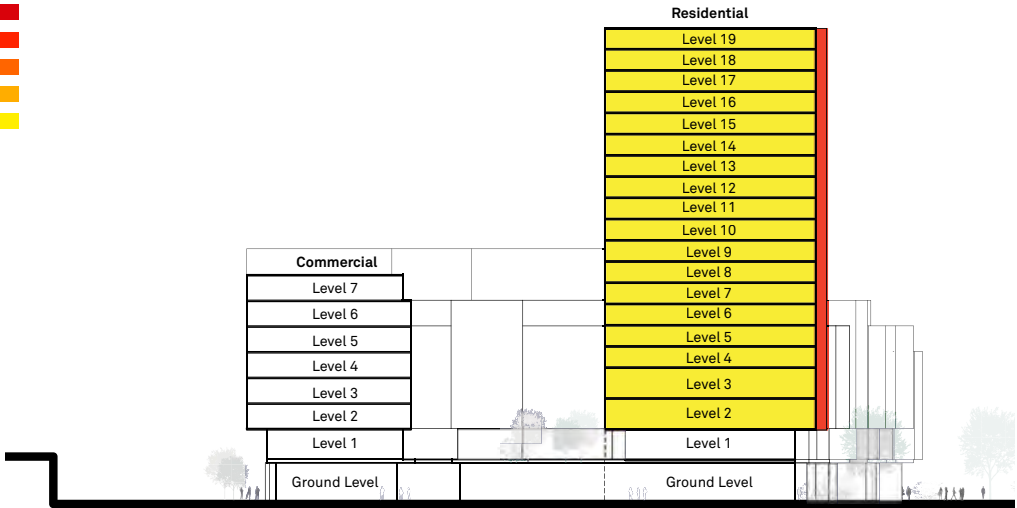 Residential
Level 19
Level 18
Level 17
Level 16
Level 15
Level 14
Level 13
Level 12
Level 11
Level 10
Level 9
Level 8
Level 7
Level 6
Level 5
Level 4
Level 3
Level 2
Level 1
Ground Level
Commercial
Level 7
Level 6
Level 5
Level 4
Level 3
Level 2
Level 1
Ground Level